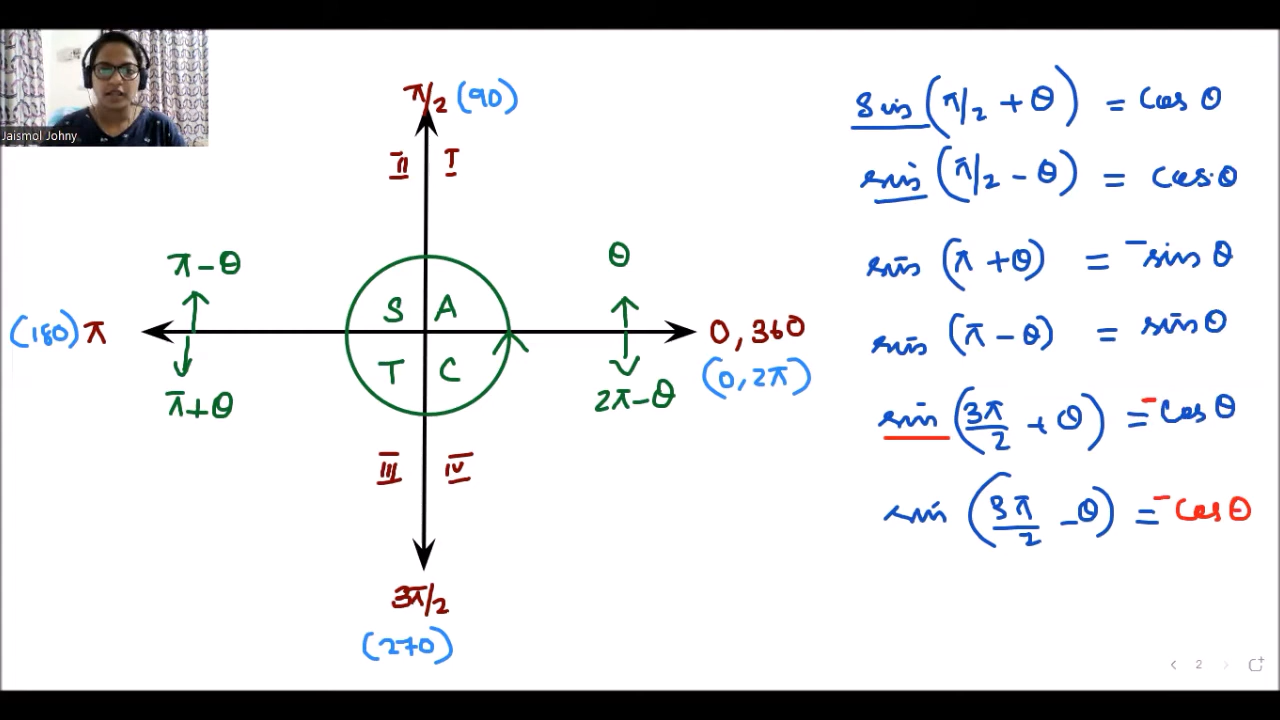 Jaismol Johny
π/2 (90)
II I
π-θ
θ
S A
(180) π
0, 360
T C
(0, 2π)
π+θ
2π-θ
III IV
3π/2
(270)
sin (π/2 + θ) = cos θ
sin (π/2 - θ) = cos θ
sin (π + θ) = -sin θ
sin (π - θ) = sin θ
sin (3π/2 + θ) = -cos θ
sin (3π/2 - θ) = -cos θ
2